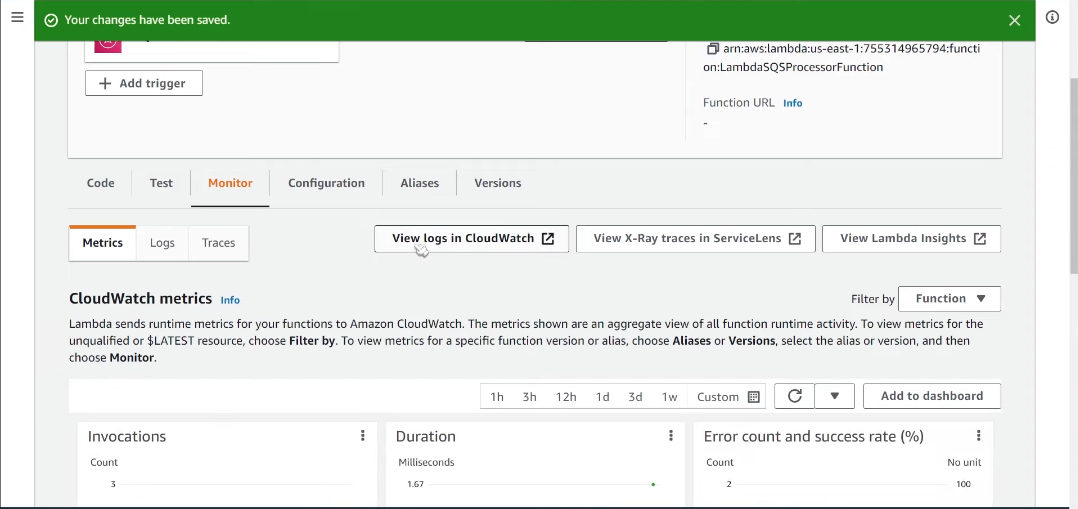 Your changes have been saved.
arn:aws:lambda:us-east-1:755314965794:functi
on:LambdaSQSProcessorFunction
Add trigger
Function URL Info
-
Code Test Monitor Configuration Aliases Versions
Metrics Logs Traces View logs in CloudWatch View X-Ray traces in ServiceLens View Lambda Insights
CloudWatch metrics Info Filter by Function
Lambda sends runtime metrics for your functions to Amazon CloudWatch. The metrics shown are an aggregate view of all function runtime activity. To view metrics for the
unqualified or $LATEST resource, choose Filter by. To view metrics for a specific function version or alias, choose Aliases or Versions, select the alias or version, and then
choose Monitor.
1h 3h 12h 1d 3d 1w Custom Add to dashboard
Invocations Duration Error count and success rate (%)
Count Milliseconds Count No unit
3 1.67 2 100